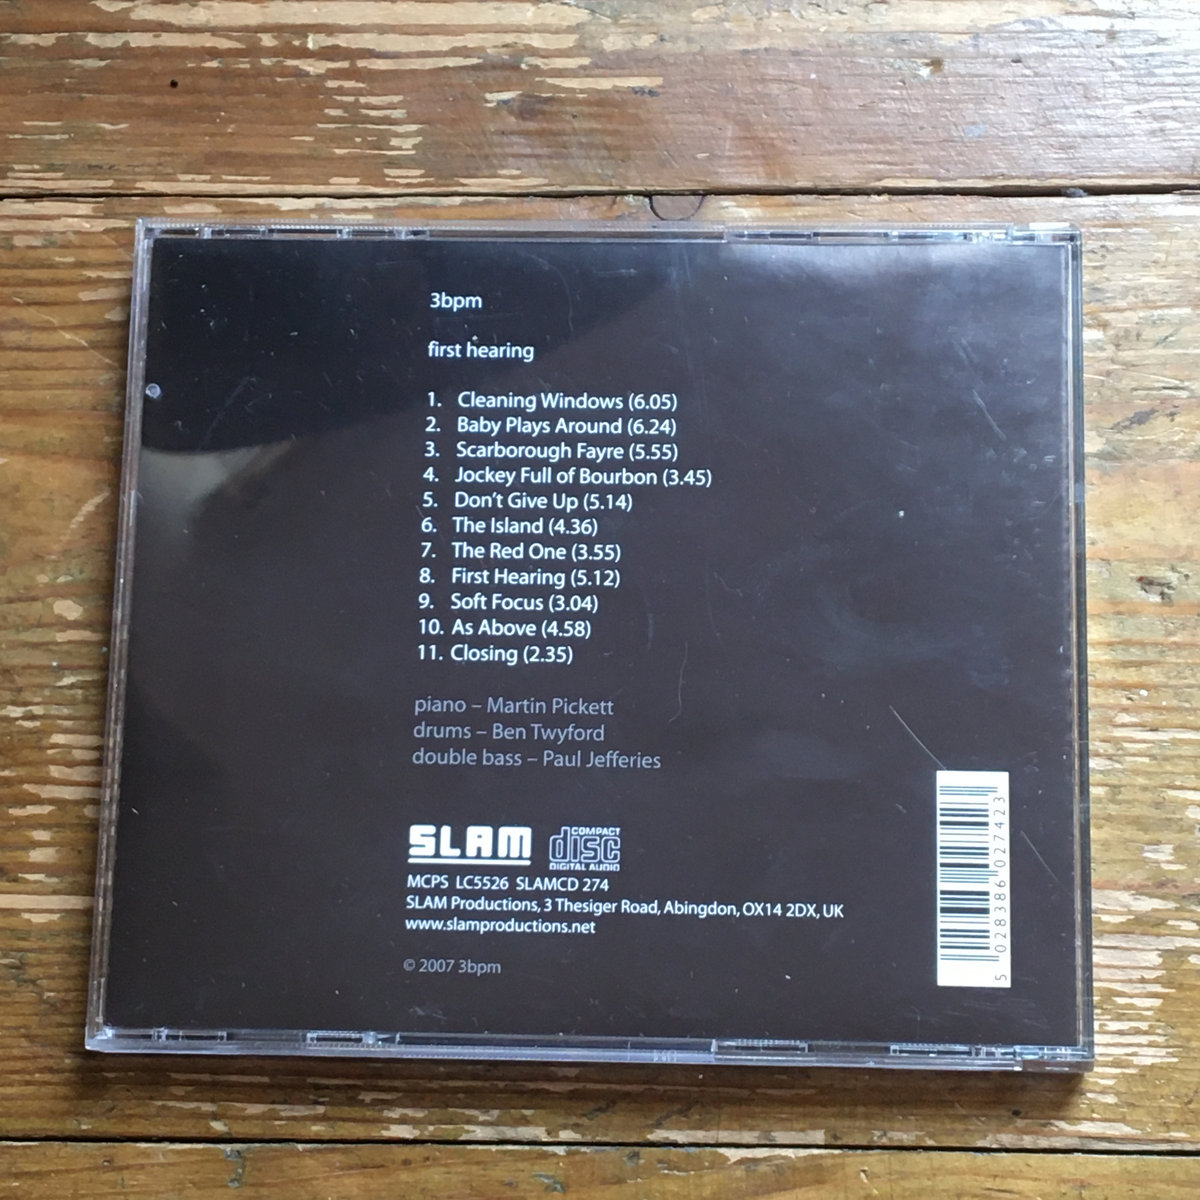 3bpm
first hearing
1. Cleaning Windows (6.05)
2. Baby Plays Around (6.24)
3. Scarborough Fayre (5.55)
4. Jockey Full of Bourbon (3.45)
5. Don't Give Up (5.14)
6. The Island (4.36)
7. The Red One (3.55)
8. First Hearing (5.12)
9. Soft Focus (3.04)
10. As Above (4.58)
11. Closing (2.35)
piano – Martin Pickett
drums – Ben Twyford
double bass – Paul Jefferies
SLAM
COMPACT
disc
DIGITAL AUDIO
MCPS LC5526 SLAMCD 274
SLAM Productions, 3 Thesiger Road, Abingdon, OX14 2DX, UK
www.slamproductions.net
© 2007 3bpm
5 028386 027423